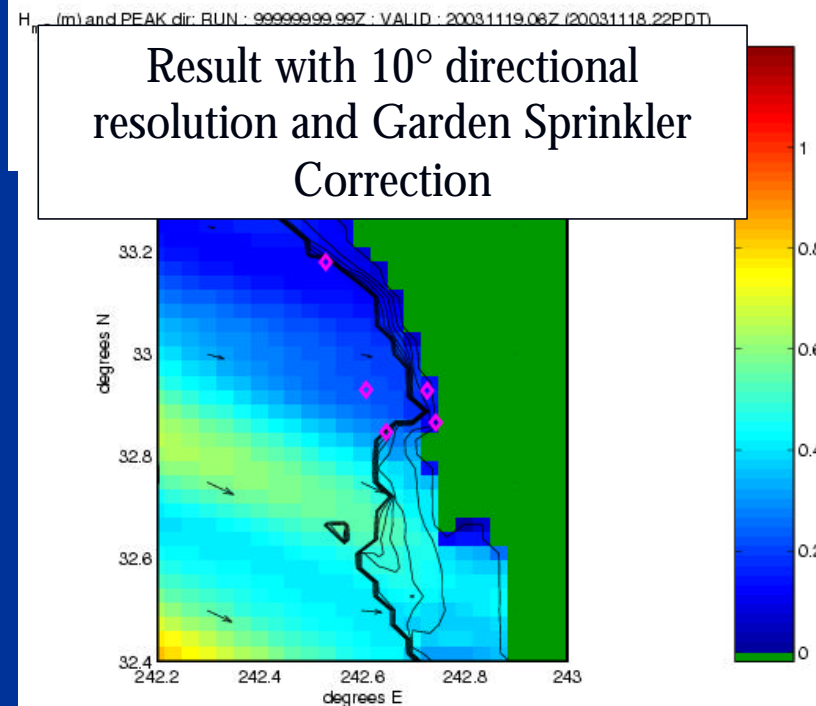 (m) and PEAK dir: RUN : 99999999.99Z : VALID : 20031119.06Z (20031118.22PDT)
Result with 10° directional
resolution and Garden Sprinkler
Correction
1
0.8
0.6
0.4
0.2
0
33.2
33
32.8
32.6
32.4
degrees N
242.2 242.4 242.6 242.8 243
degrees E